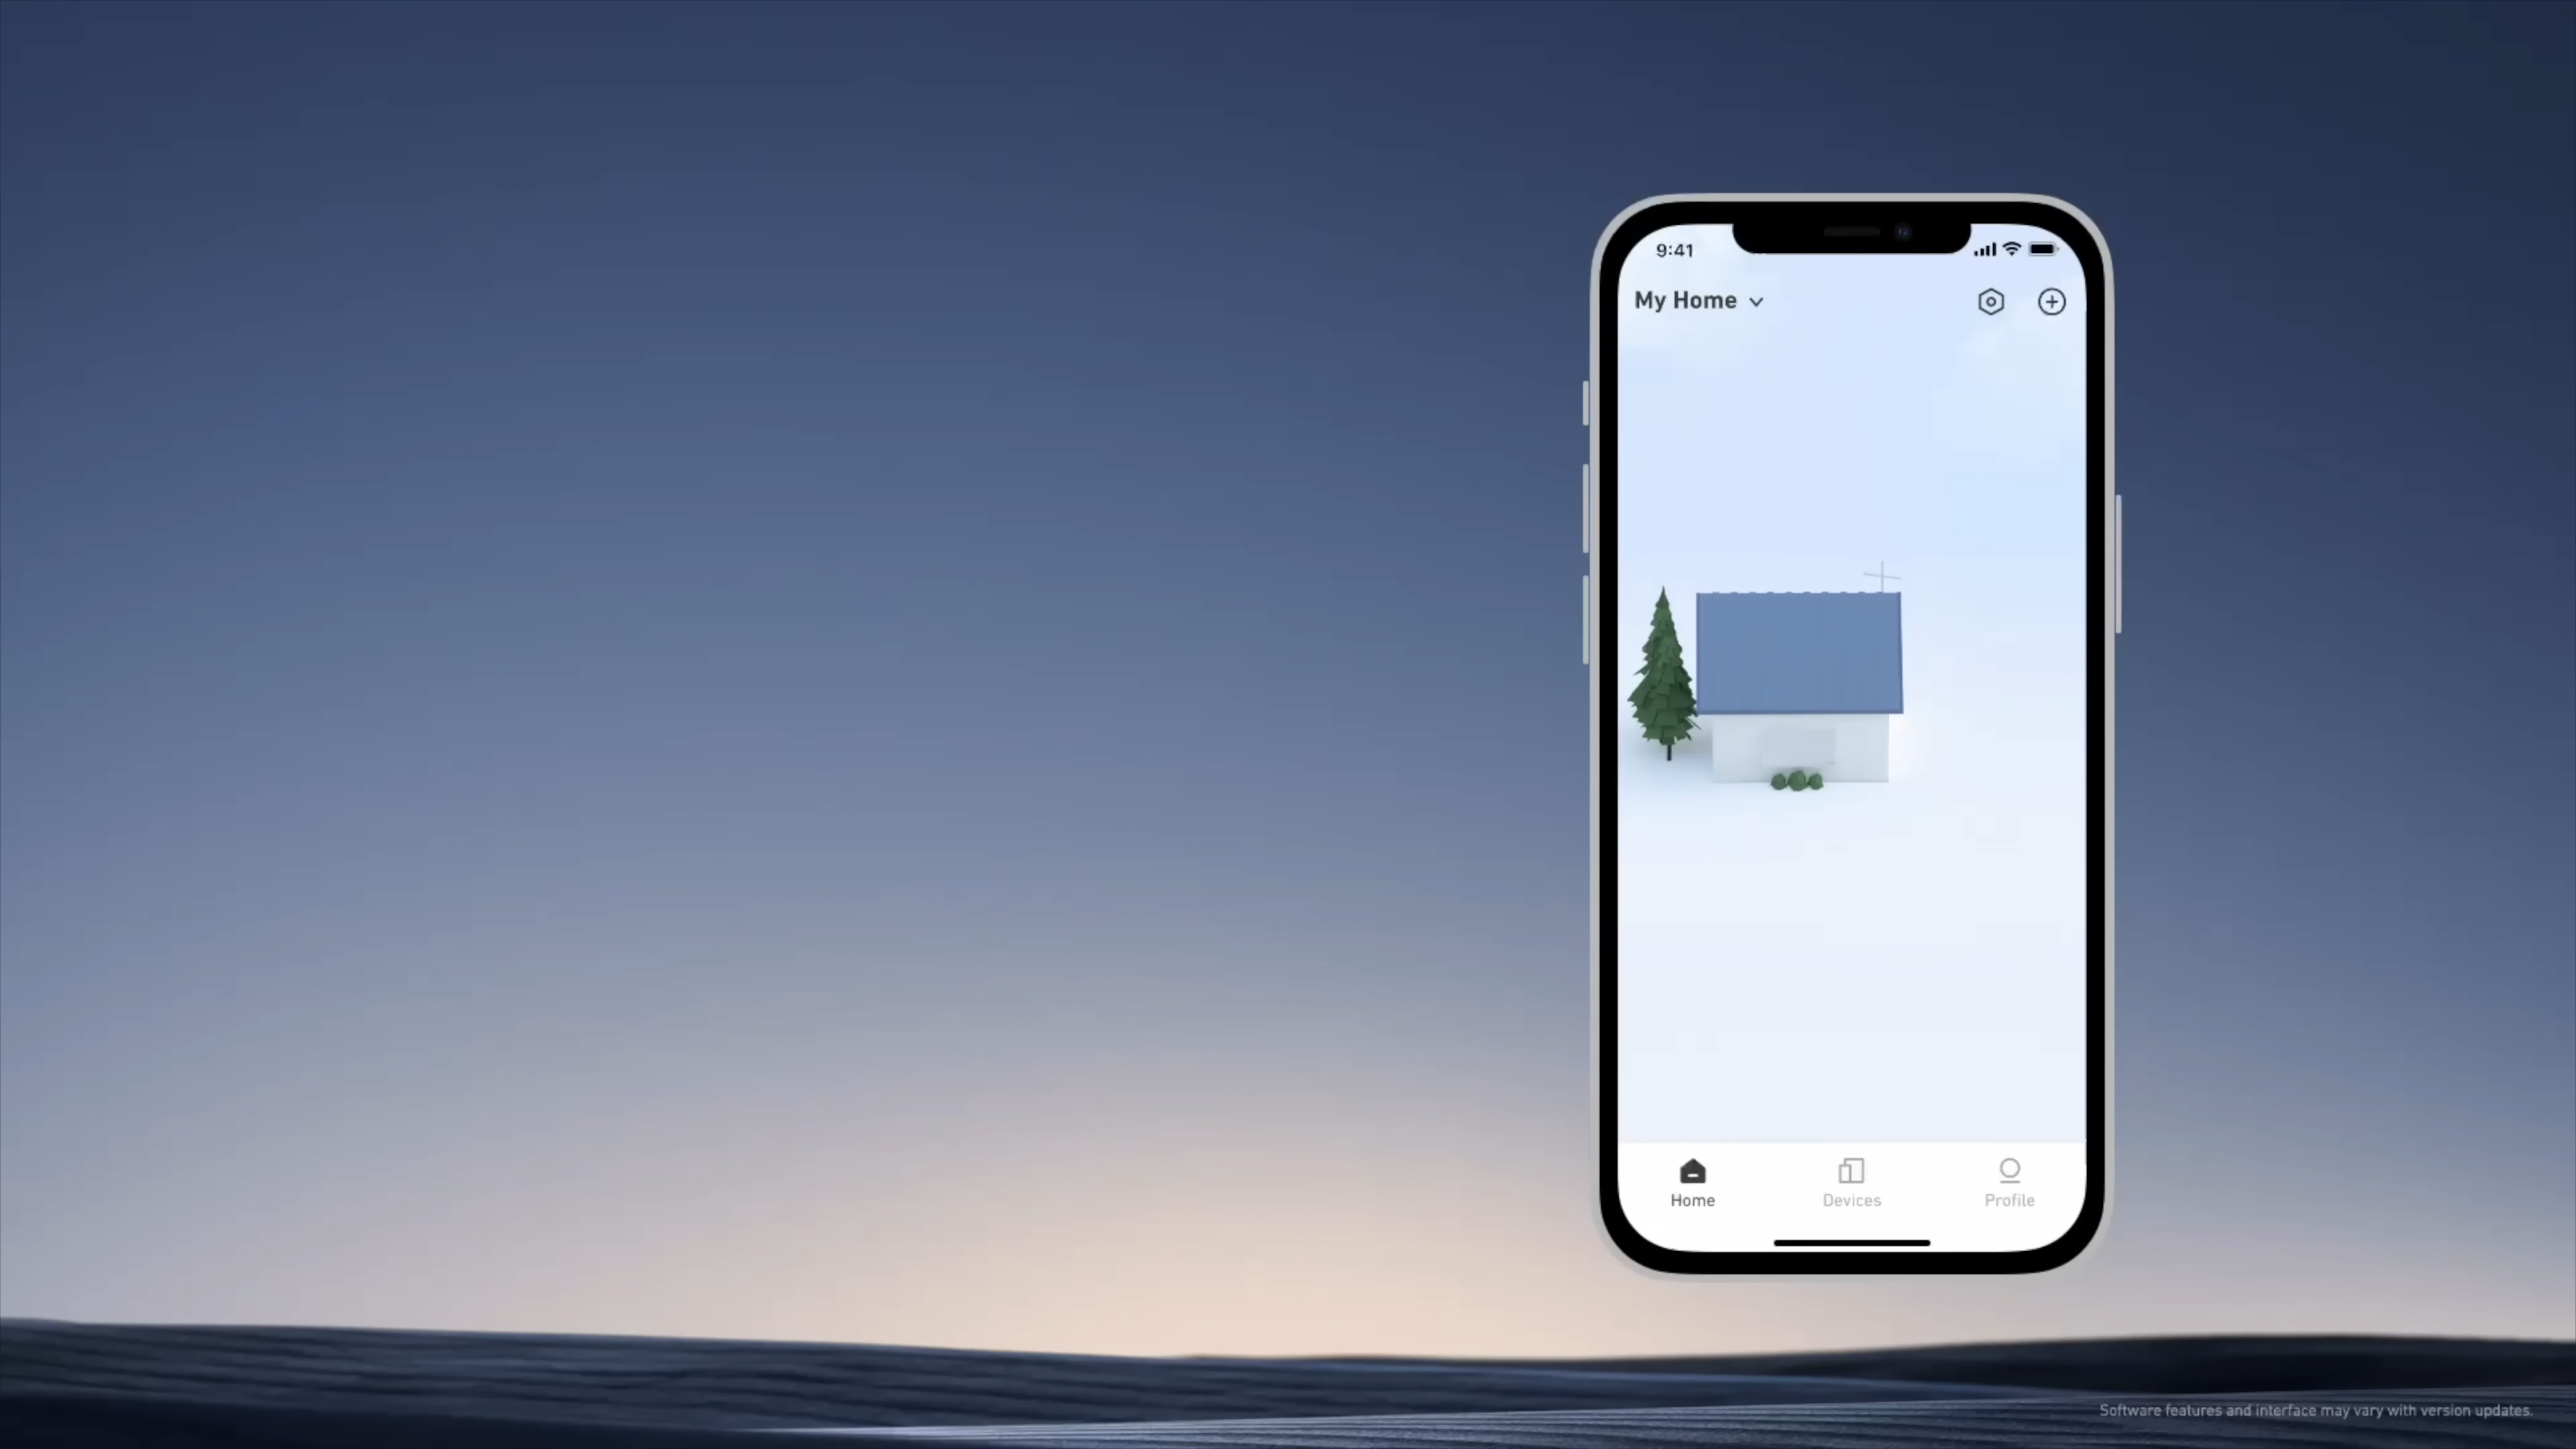 9:41
My Home
Home
Devices
Profile
Software features and interface may vary with version updates.